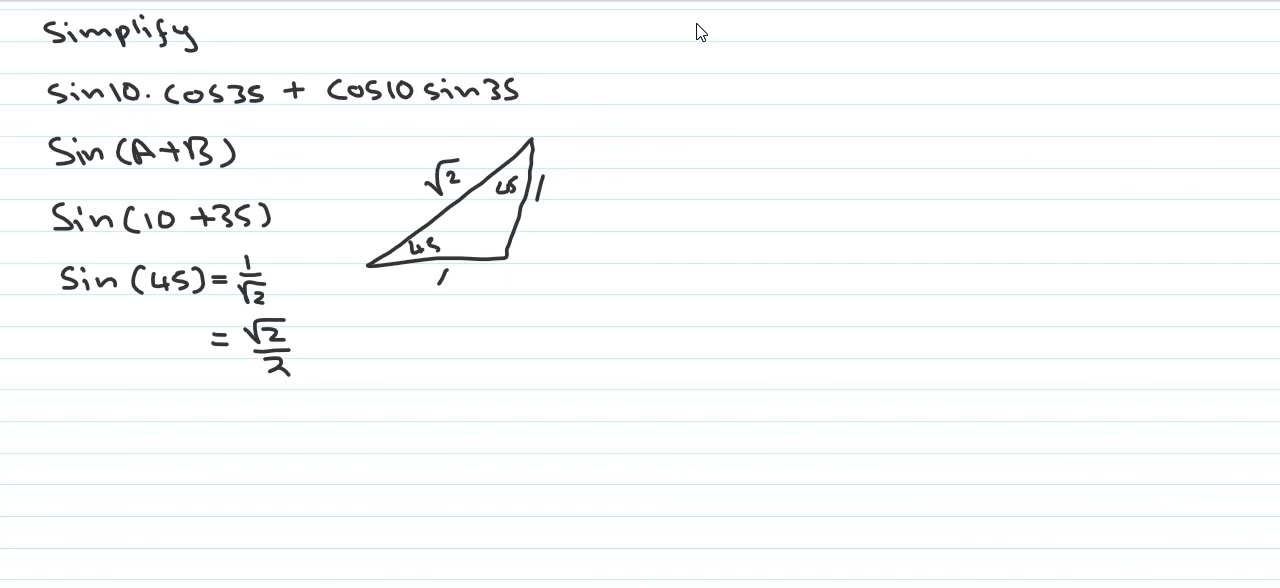 Simplify
Sin10. Cos35 + Cos10 sin35
Sin (A+B)
Sin(10 +35)
Sin (45) = 1/√2
= √2/2
√2
45
1
45
1